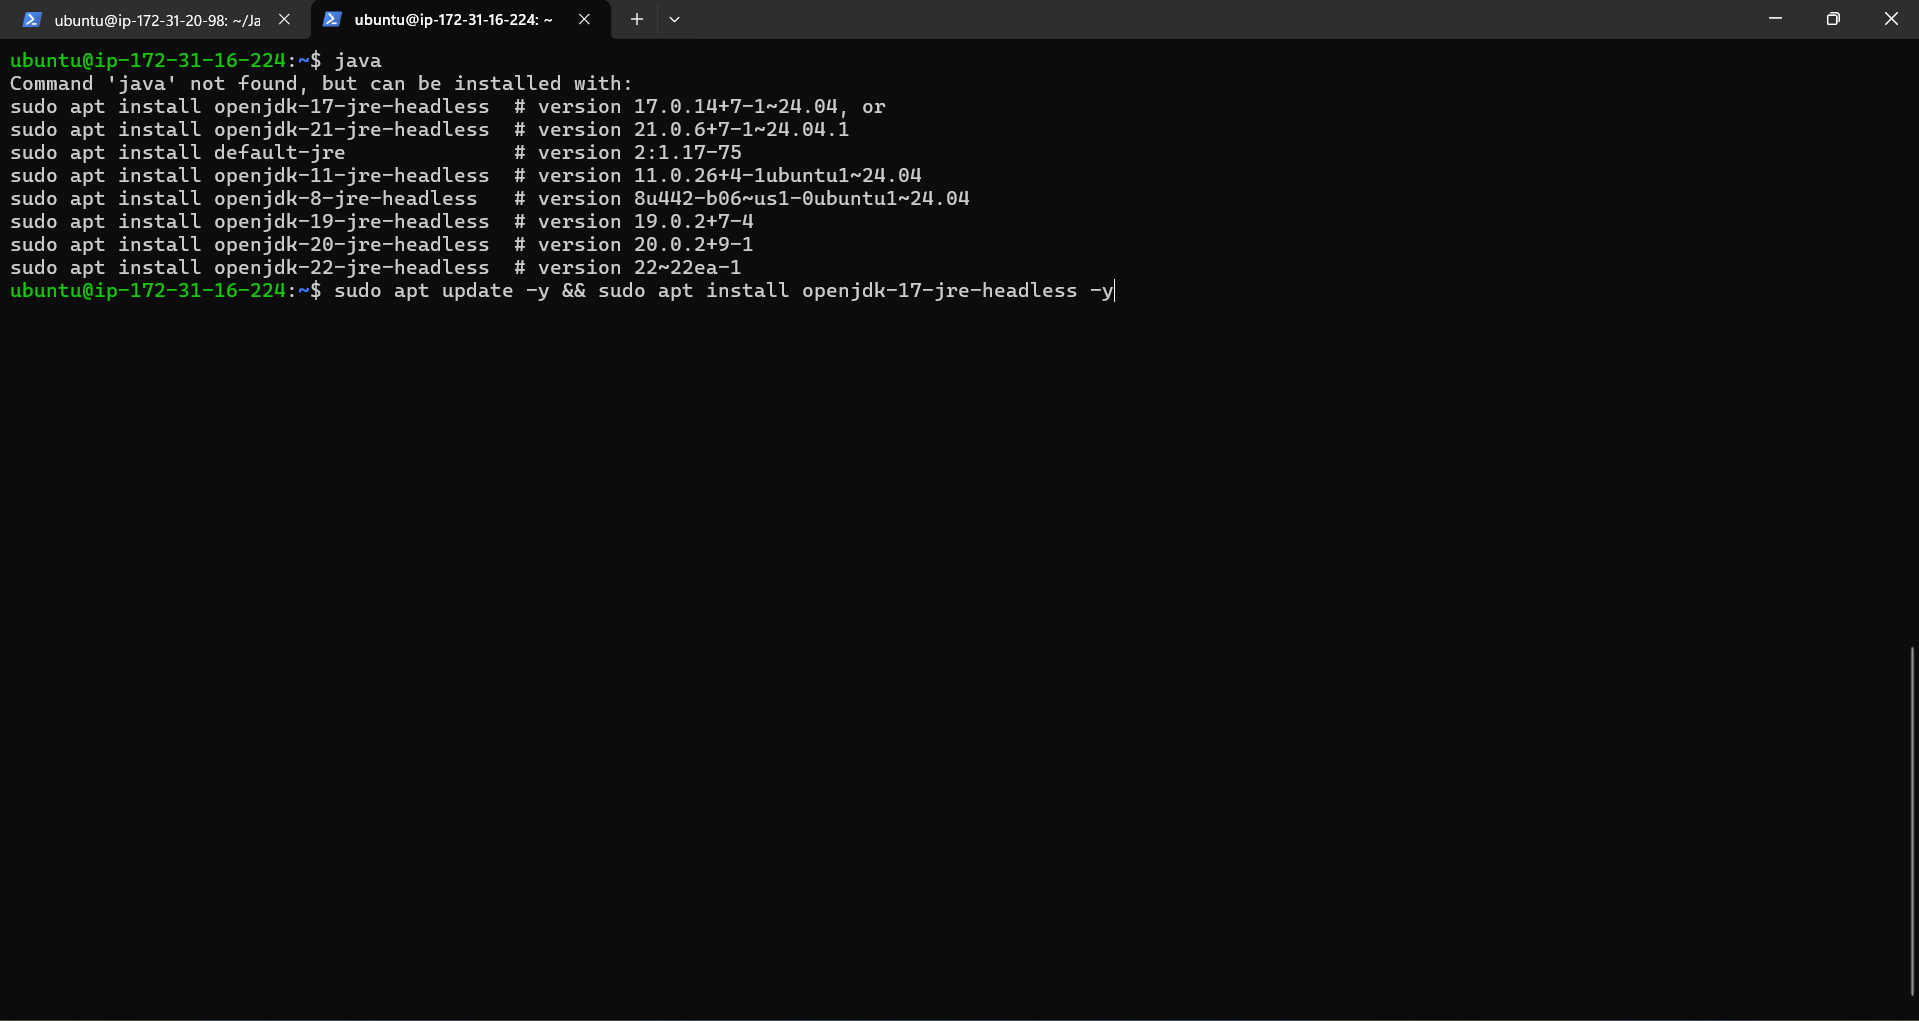 ubuntu@ip-172-31-20-98: ~/Ja
ubuntu@ip-172-31-16-224: ~
ubuntu@ip-172-31-16-224:~$ java
Command 'java' not found, but can be installed with:
sudo apt install openjdk-17-jre-headless  # version 17.0.14+7-1~24.04, or
sudo apt install openjdk-21-jre-headless  # version 21.0.6+7-1~24.04.1
sudo apt install default-jre              # version 2:1.17-75
sudo apt install openjdk-11-jre-headless  # version 11.0.26+4-1ubuntu1~24.04
sudo apt install openjdk-8-jre-headless   # version 8u442-b06~us1-0ubuntu1~24.04
sudo apt install openjdk-19-jre-headless  # version 19.0.2+7-4
sudo apt install openjdk-20-jre-headless  # version 20.0.2+9-1
sudo apt install openjdk-22-jre-headless  # version 22~22ea-1
ubuntu@ip-172-31-16-224:~$ sudo apt update -y && sudo apt install openjdk-17-jre-headless -y